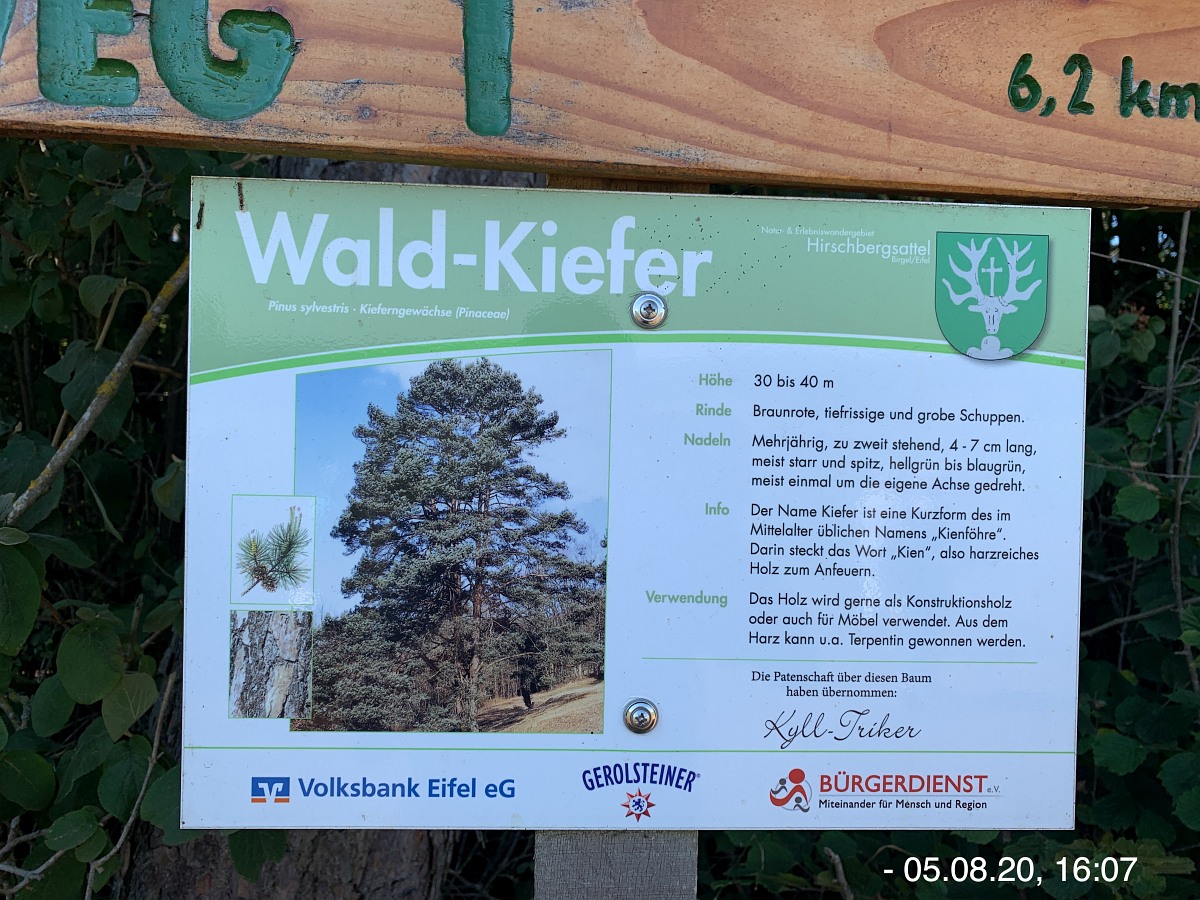 EG 1
6,2 km
Wald-Kiefer
Pinus sylvestris · Kieferngewächse (Pinaceae)
Natur- & Erlebniswandergebiet
Hirschbergsattel
Birgel/Eifel
Höhe 30 bis 40 m
Rinde Braunrote, tiefrissige und grobe Schuppen.
Nadeln Mehrjährig, zu zweit stehend, 4 - 7 cm lang,
meist starr und spitz, hellgrün bis blaugrün,
meist einmal um die eigene Achse gedreht.
Info Der Name Kiefer ist eine Kurzform des im
Mittelalter üblichen Namens „Kienföhre“.
Darin steckt das Wort „Kien“, also harzreiches
Holz zum Anfeuern.
Verwendung Das Holz wird gerne als Konstruktionsholz
oder auch für Möbel verwendet. Aus dem
Harz kann u.a. Terpentin gewonnen werden.
Die Patenschaft über diesen Baum
haben übernommen:
Kyll-Triker
Volksbank Eifel eG
GEROLSTEINER®
BÜRGERDIENST e.V.
Miteinander für Mensch und Region
- 05.08.20, 16:07